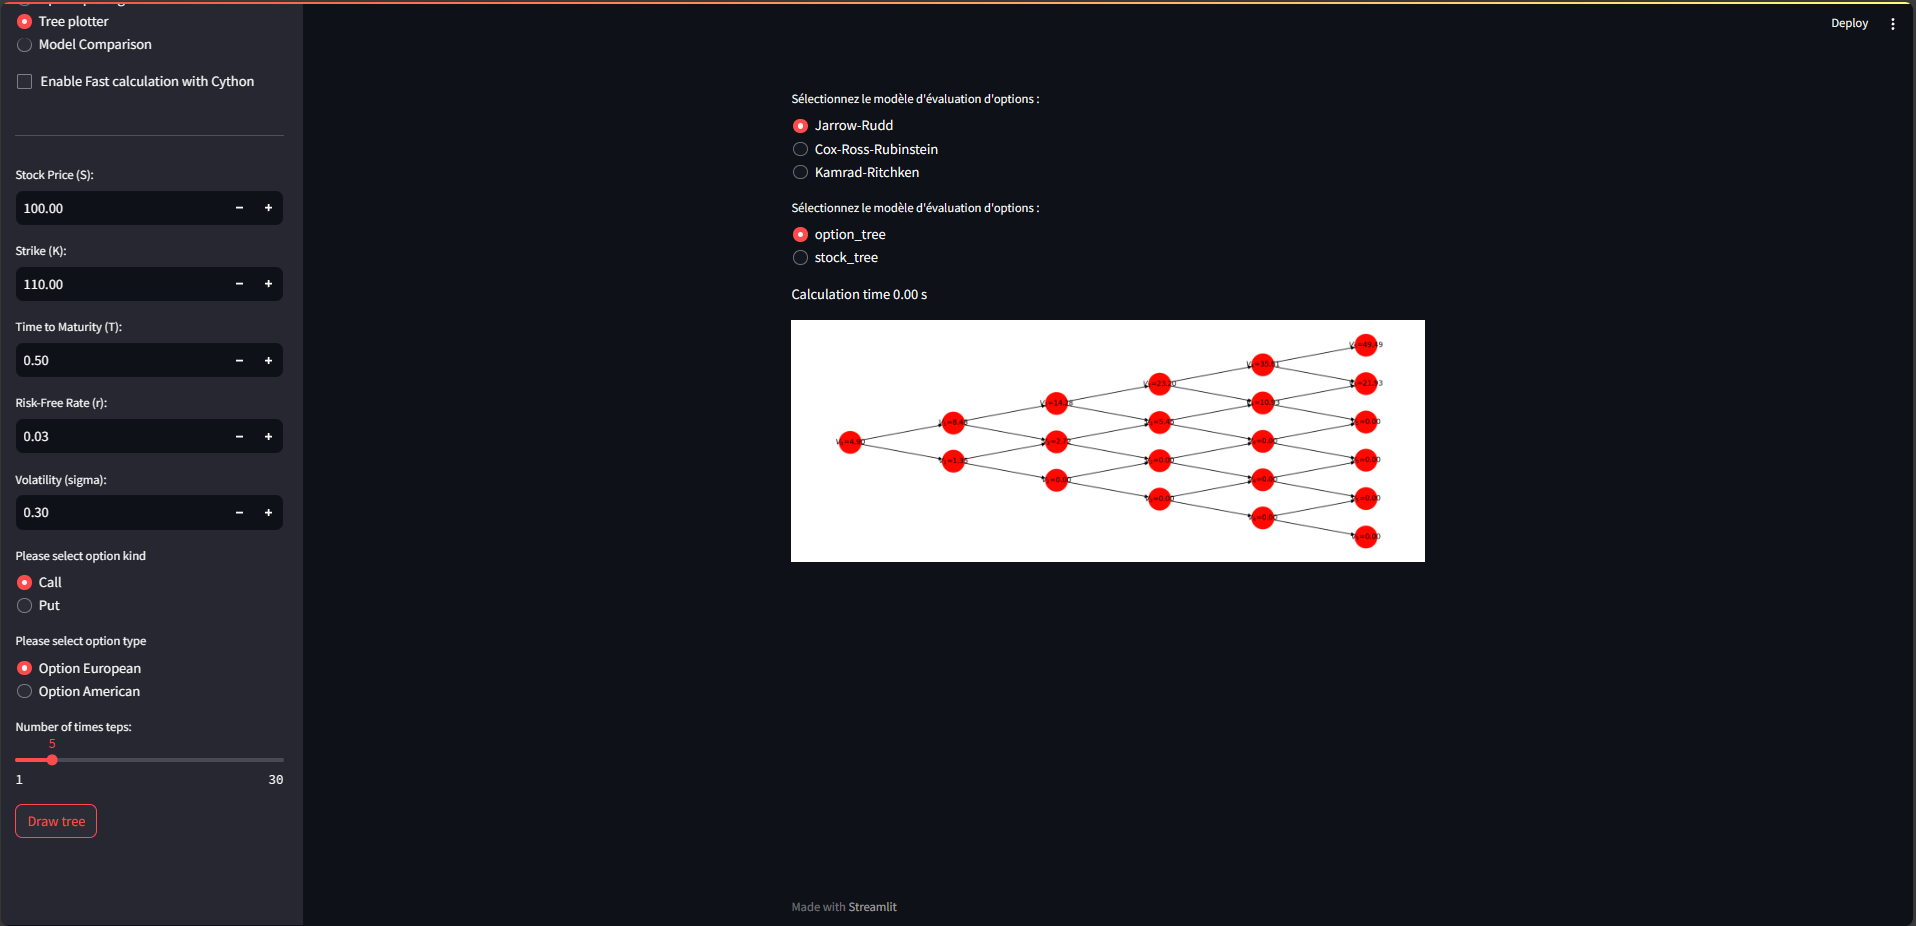 Tree plotter
Model Comparison
Enable Fast calculation with Cython
Stock Price (S):
100.00
Strike (K):
110.00
Time to Maturity (T):
0.50
Risk-Free Rate (r):
0.03
Volatility (sigma):
0.30
Please select option kind
Call
Put
Please select option type
Option European
Option American
Number of times teps:
5
1 30
Draw tree
Deploy
Sélectionnez le modèle d'évaluation d'options :
Jarrow-Rudd
Cox-Ross-Rubinstein
Kamrad-Ritchken
Sélectionnez le modèle d'évaluation d'options :
option_tree
stock_tree
Calculation time 0.00 s
Made with Streamlit